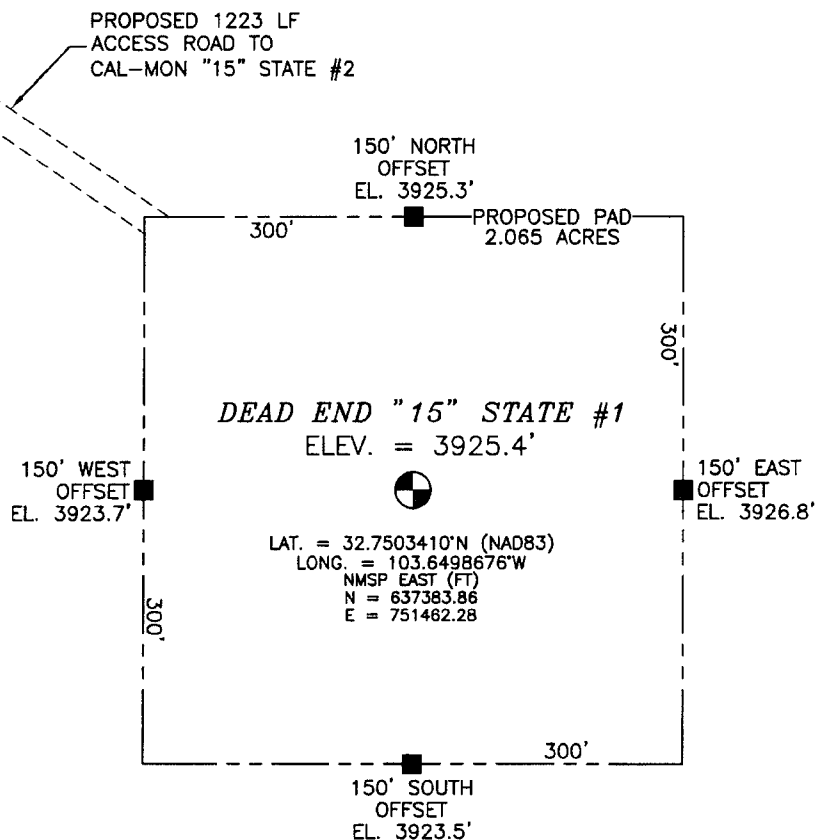 PROPOSED 1223 LF
ACCESS ROAD TO
CAL-MON "15" STATE #2
150' NORTH
OFFSET
EL. 3925.3'
300'
PROPOSED PAD
2.065 ACRES
300'
DEAD END "15" STATE #1
ELEV. = 3925.4'
150' WEST
OFFSET
EL. 3923.7'
150' EAST
OFFSET
EL. 3926.8'
LAT. = 32.7503410°N (NAD83)
LONG. = 103.6498676°W
NMSP EAST (FT)
N = 637383.86
E = 751462.28
300'
300'
150' SOUTH
OFFSET
EL. 3923.5'